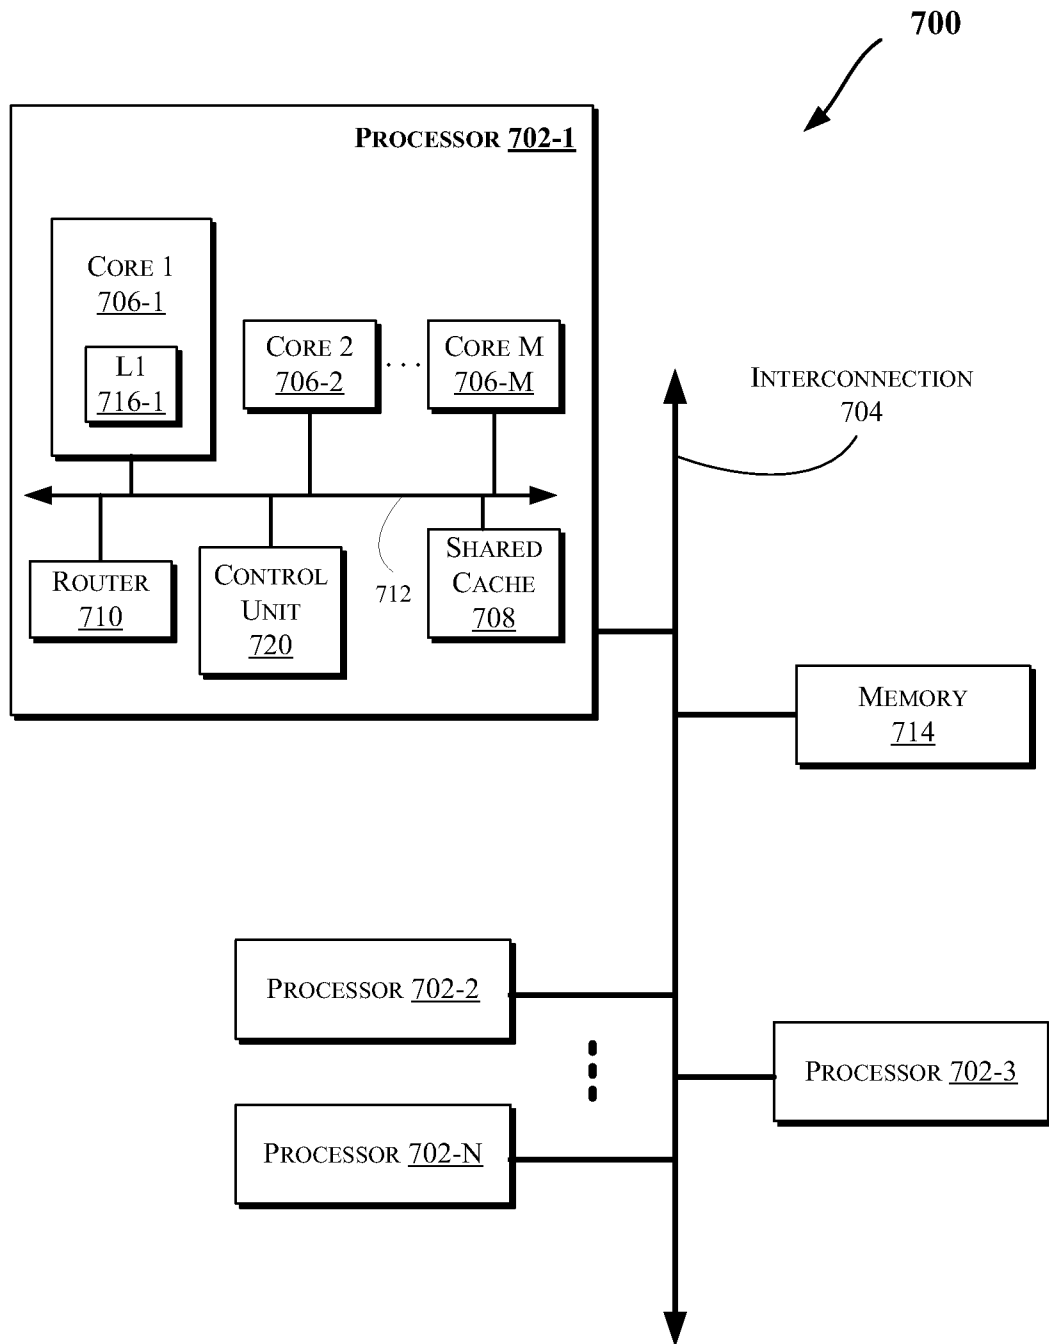 700
PROCESSOR 702-1
CORE 1
706-1
L1
716-1
CORE 2
706-2
...
CORE M
706-M
ROUTER
710
CONTROL
UNIT
720
712
SHARED
CACHE
708
INTERCONNECTION
704
MEMORY
714
PROCESSOR 702-2
PROCESSOR 702-3
PROCESSOR 702-N